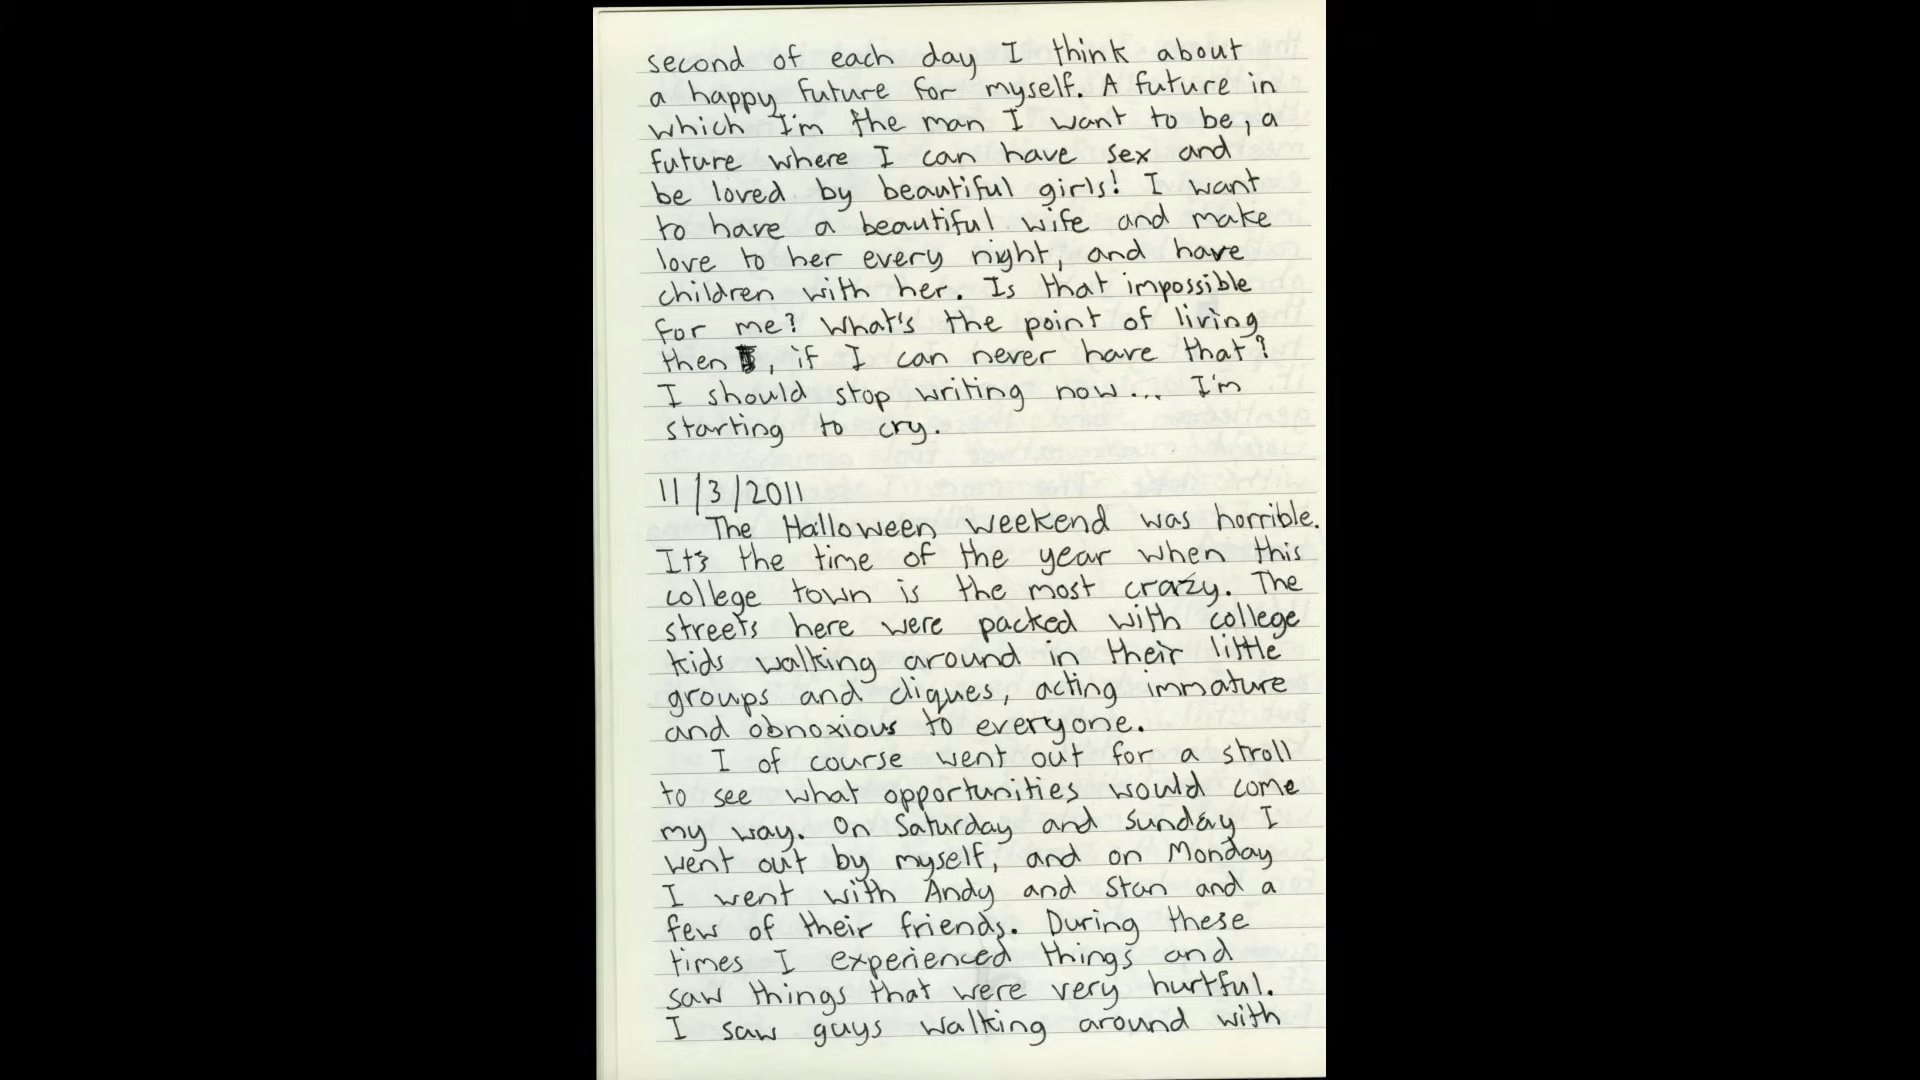 second of each day I think about
a happy future for myself. A future in
which I'm the man I want to be, a
future where I can have sex and
be loved by beautiful girls! I want
to have a beautiful wife and make
love to her every night, and have
children with her. Is that impossible
for me? What's the point of living
then, if I can never have that?
I should stop writing now... I'm
starting to cry.
11/3/2011
The Halloween weekend was horrible.
It's the time of the year when this
college town is the most crazy. The
streets here were packed with college
kids walking around in their little
groups and cliques, acting immature
and obnoxious to everyone.
I of course went out for a stroll
to see what opportunities would come
my way. On Saturday and Sunday I
went out by myself, and on Monday
I went with Andy and Stan and a
few of their friends. During these
times I experienced things and
saw things that were very hurtful.
I saw guys walking around with